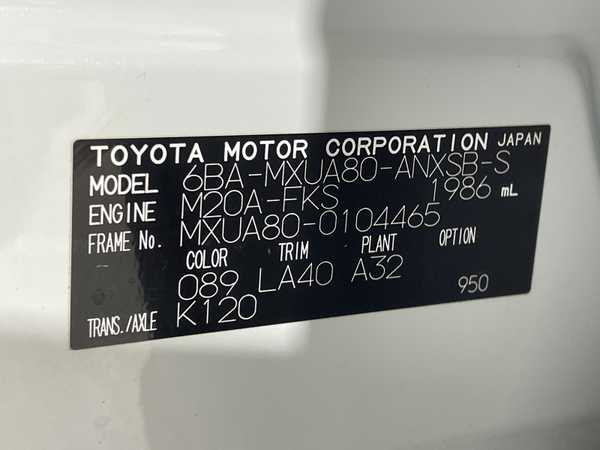 TOYOTA MOTOR CORPORATION JAPAN
MODEL 6BA-MXUA80-ANXSB-S
ENGINE M20A-FKS 1986 mL
FRAME No. MXUA80-0104465
COLOR TRIM PLANT OPTION
089 LA40 A32
TRANS./AXLE K120 950